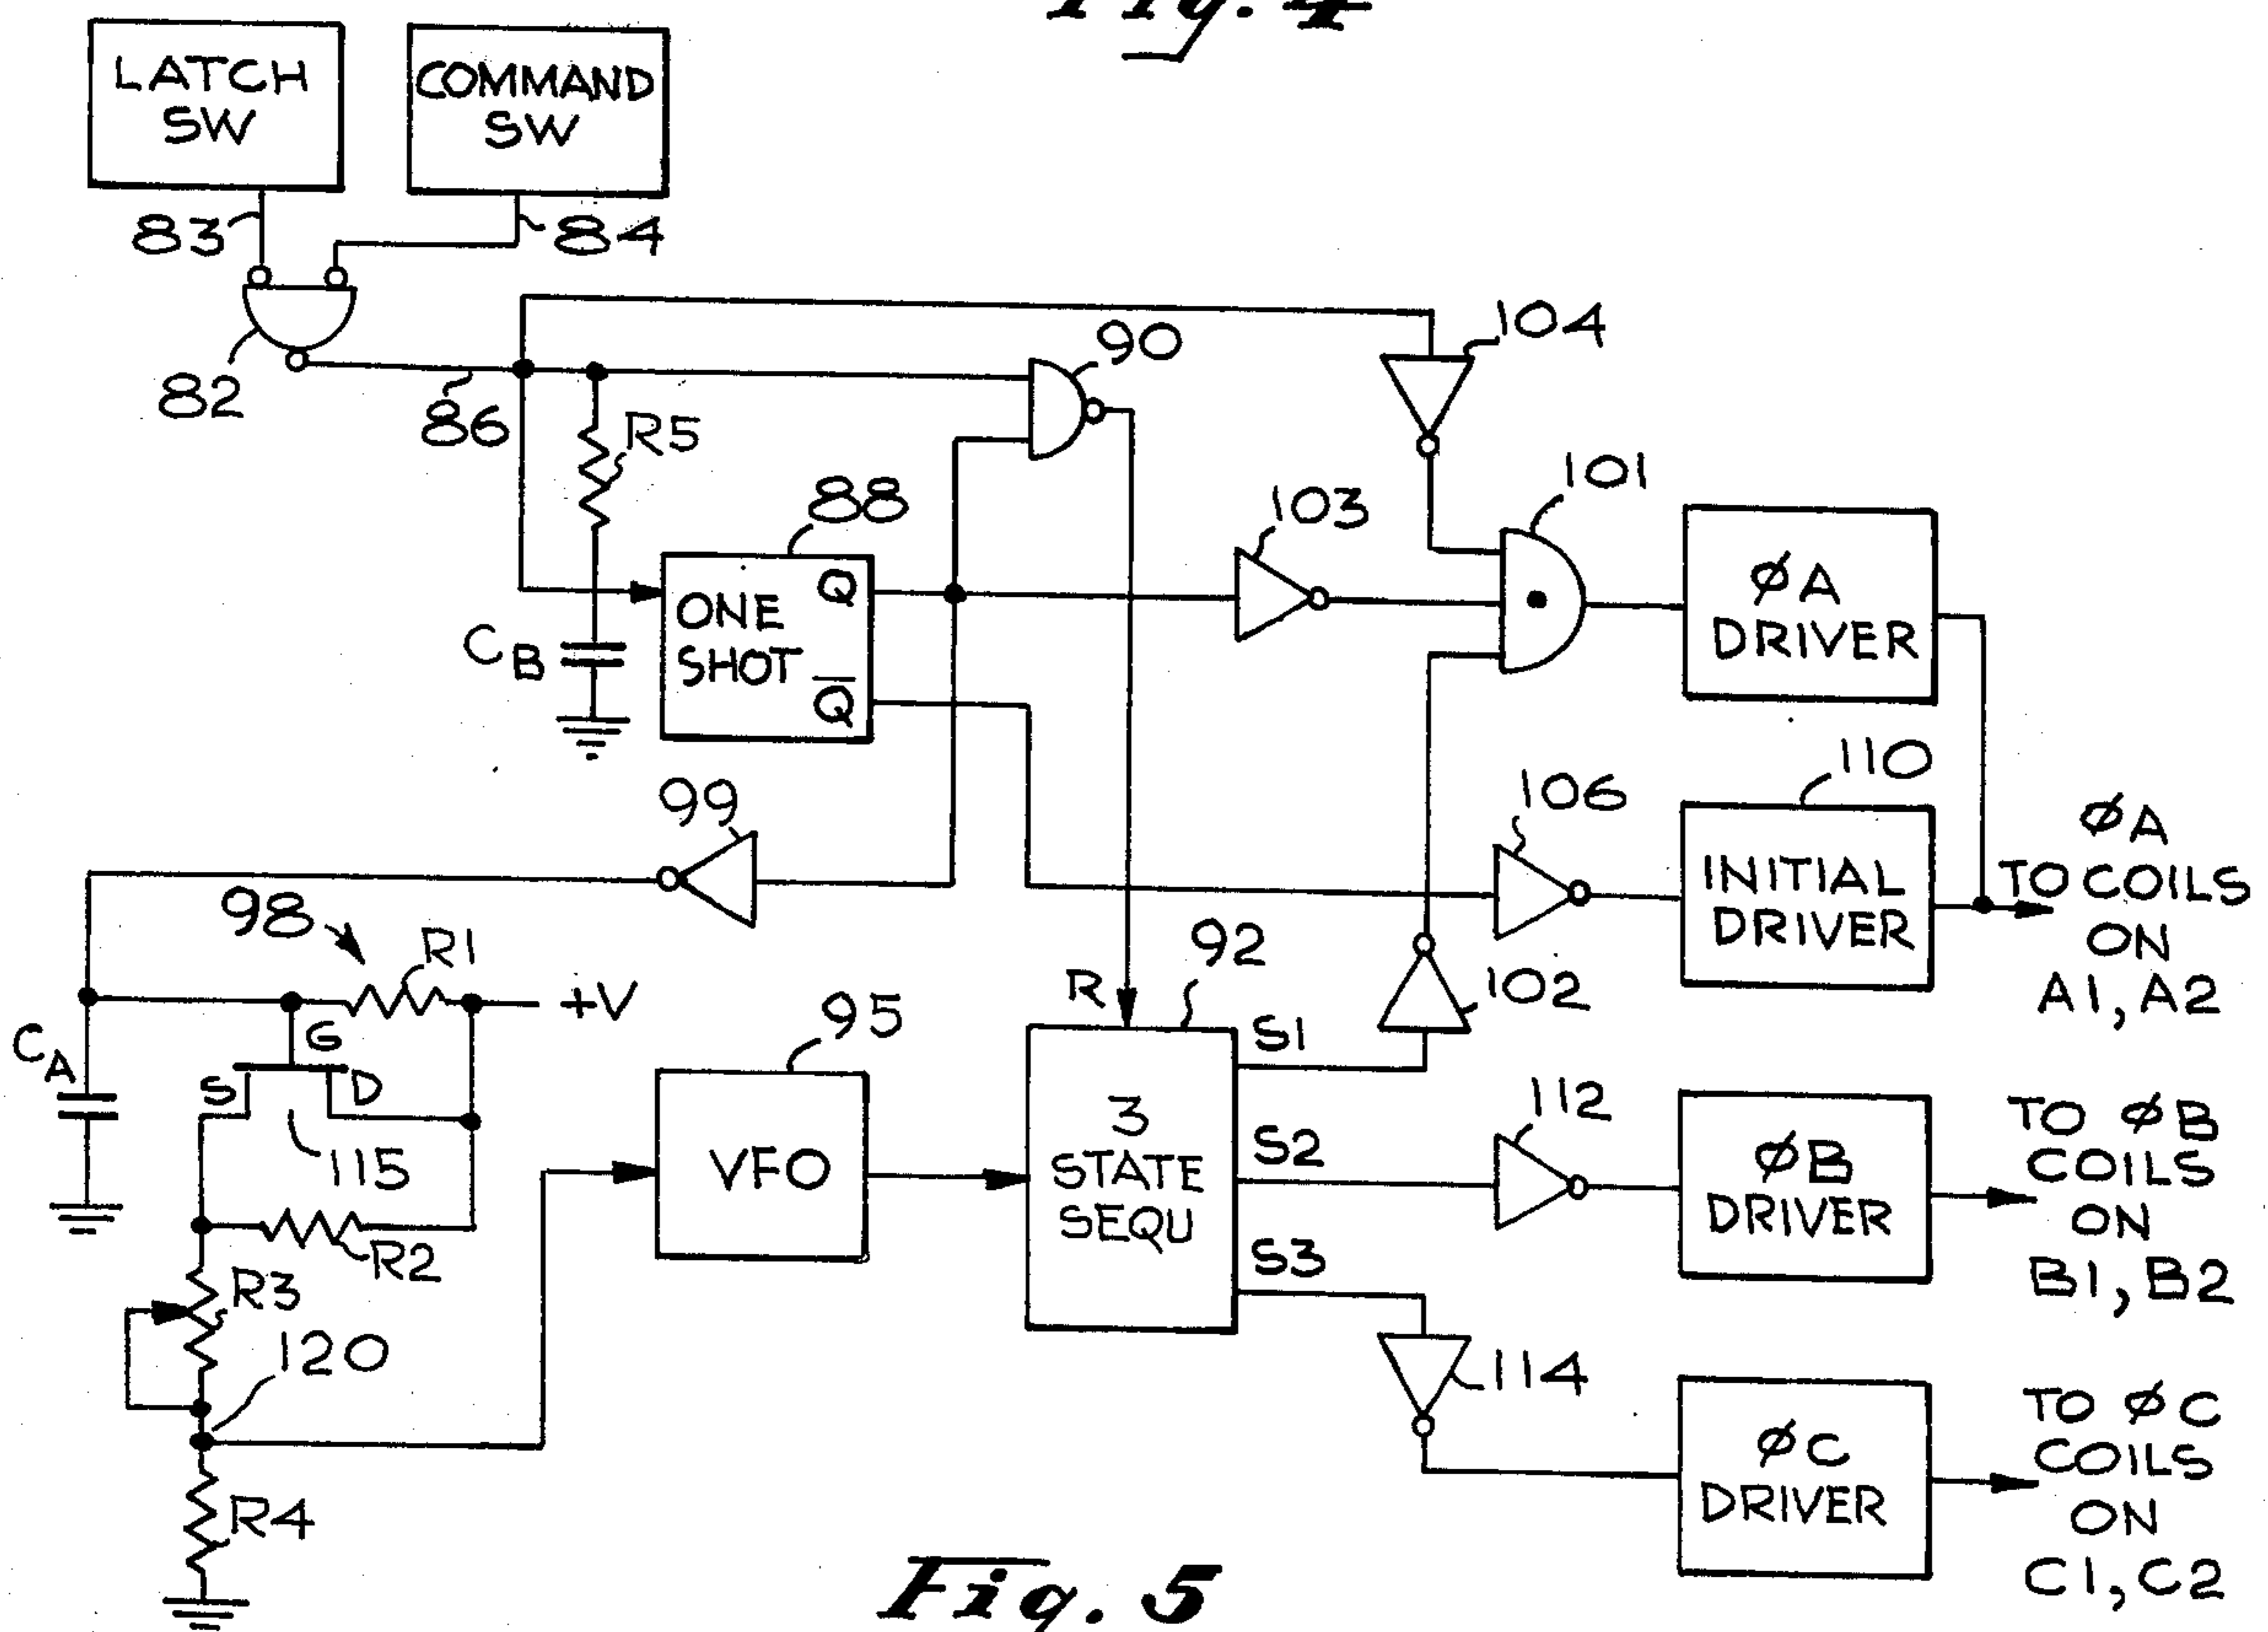 Fig. 4
LATCH
SW
COMMAND
SW
83
84
82
86
R5
90
104
88
103
101
ONE
SHOT
Q
Q̅
CB
ØA
DRIVER
99
98
R1
+V
106
110
INITIAL
DRIVER
ØA
TO COILS
ON
A1, A2
CA
G
S
D
115
R2
R3
120
R4
95
VFO
R
92
3
STATE
SEQU
S1
S2
S3
102
112
ØB
DRIVER
TO ØB
COILS
ON
B1, B2
114
ØC
DRIVER
TO ØC
COILS
ON
C1, C2
Fig. 5